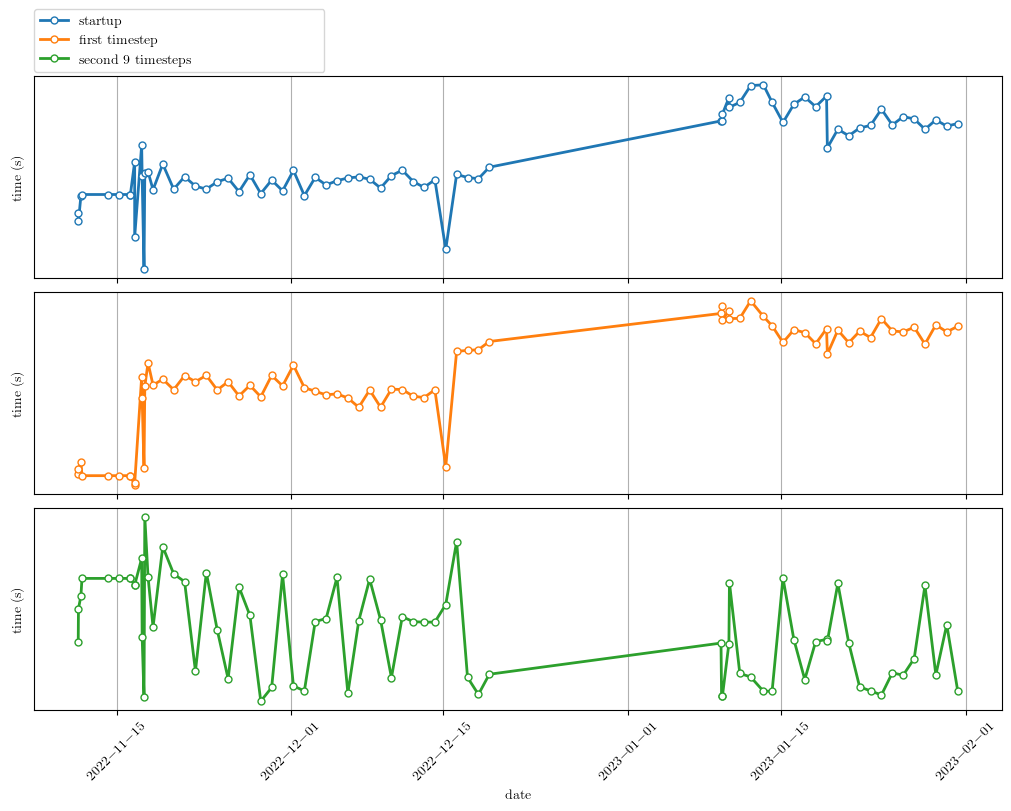 startup
first timestep
second 9 timesteps
time (s)
time (s)
time (s)
2022−11−15
2022−12−01
2022−12−15
2023−01−01
2023−01−15
2023−02−01
date